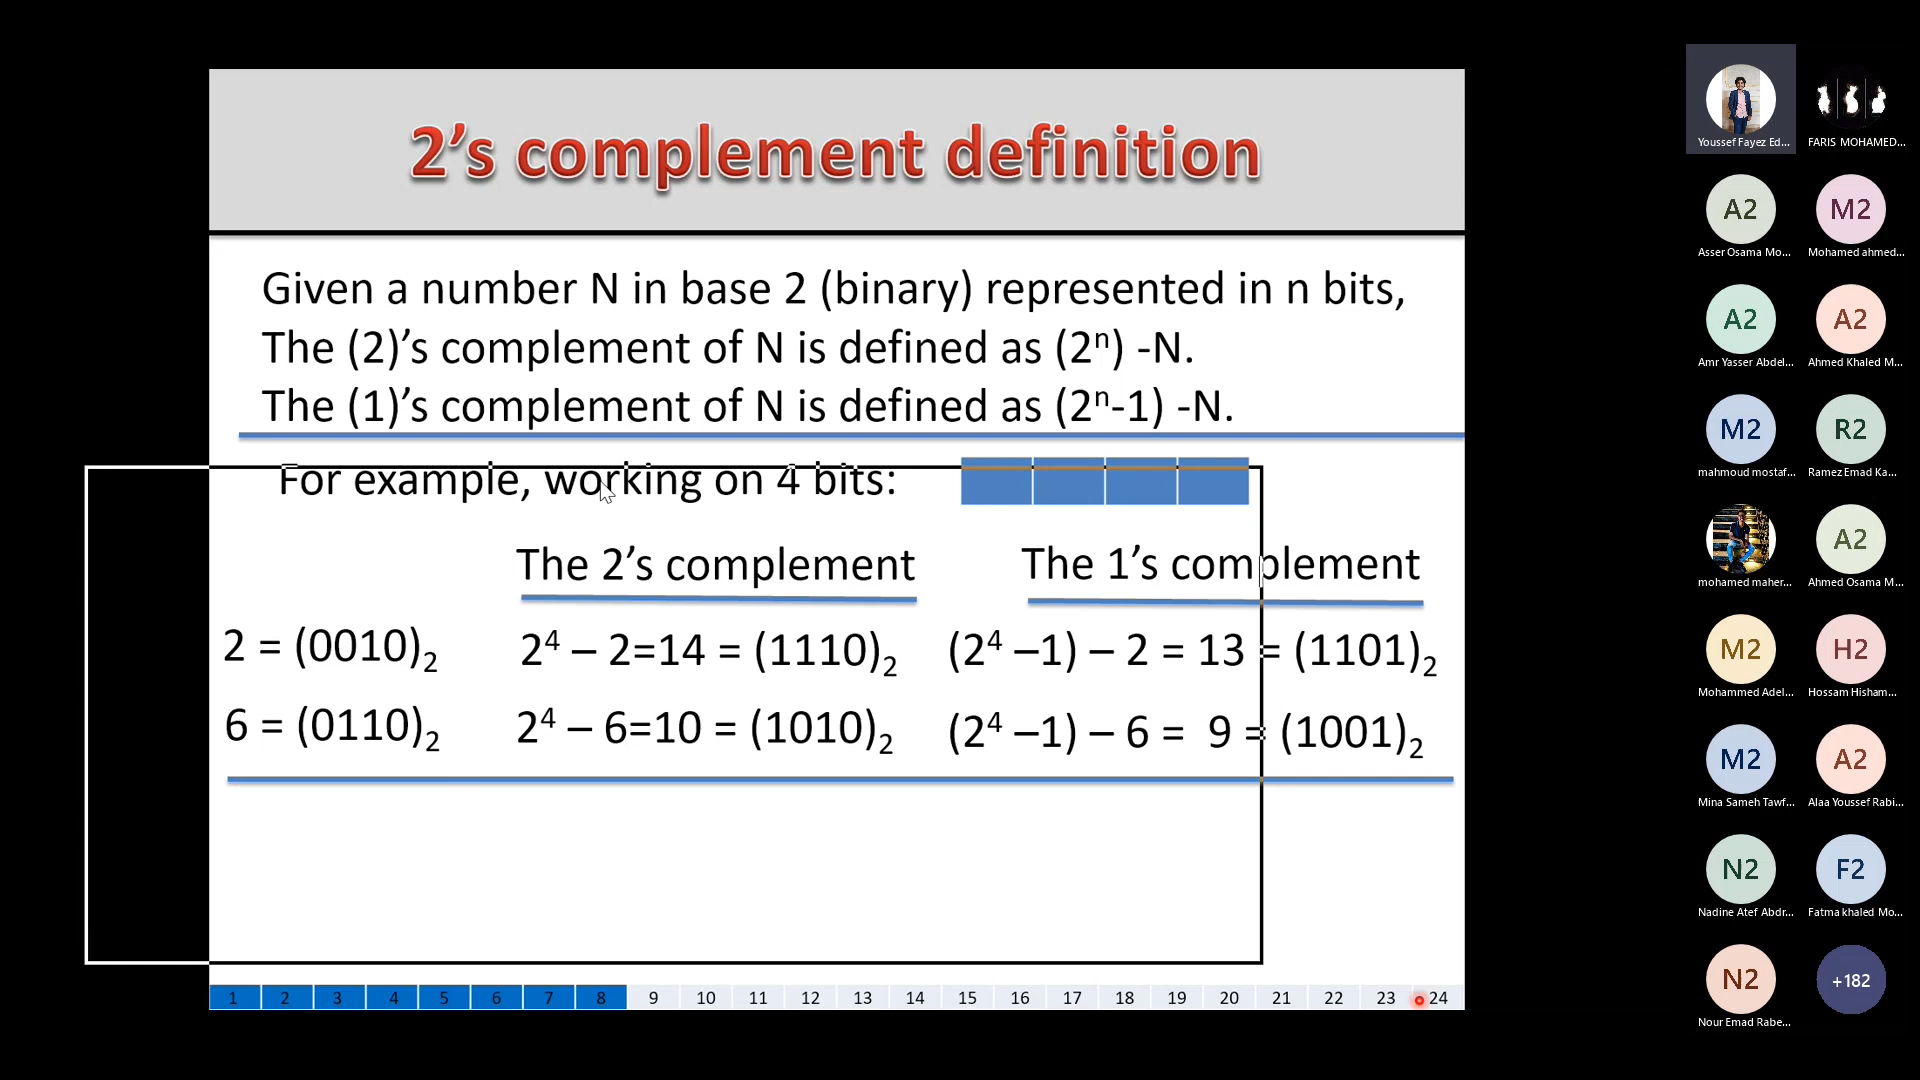 2's complement definition
Given a number N in base 2 (binary) represented in n bits,
The (2)'s complement of N is defined as (2ⁿ) -N.
The (1)'s complement of N is defined as (2ⁿ-1) -N.
For example, working on 4 bits:
The 2's complement The 1's complement
2 = (0010)₂ 2⁴ – 2=14 = (1110)₂ (2⁴ –1) – 2 = 13 = (1101)₂
6 = (0110)₂ 2⁴ – 6=10 = (1010)₂ (2⁴ –1) – 6 = 9 = (1001)₂
1 2 3 4 5 6 7 8 9 10 11 12 13 14 15 16 17 18 19 20 21 22 23 24
Youssef Fayez Ed... FARIS MOHAMED...
A2 M2
Asser Osama Mo... Mohamed ahmed...
A2 A2
Amr Yasser Abdel... Ahmed Khaled M...
M2 R2
mahmoud mostaf... Ramez Emad Ka...
A2
mohamed maher... Ahmed Osama M...
M2 H2
Mohammed Adel... Hossam Hisham...
M2 A2
Mina Sameh Tawf... Alaa Youssef Rabi...
N2 F2
Nadine Atef Abdr... Fatma khaled Mo...
N2 +182
Nour Emad Rabe...